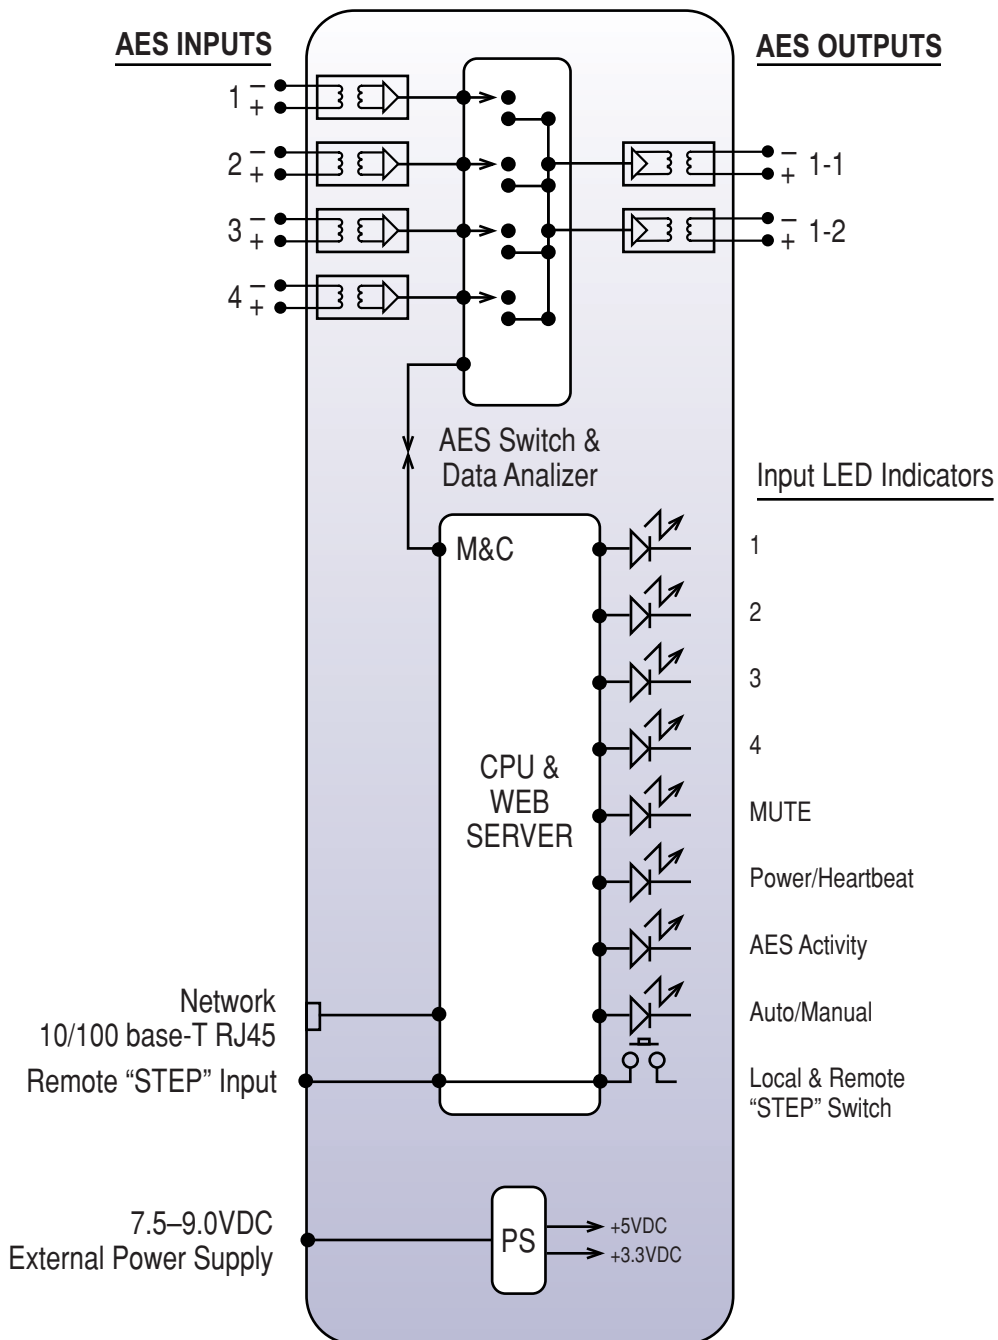 AES INPUTS
AES OUTPUTS
1 – +
2 – +
3 – +
4 – +
– + 1-1
– + 1-2
AES Switch &
Data Analizer
Input LED Indicators
M&C
1
2
3
4
CPU &
WEB
SERVER
MUTE
Power/Heartbeat
AES Activity
Auto/Manual
Network
10/100 base-T RJ45
Remote “STEP” Input
Local & Remote
“STEP” Switch
7.5–9.0VDC
External Power Supply
PS
+5VDC
+3.3VDC